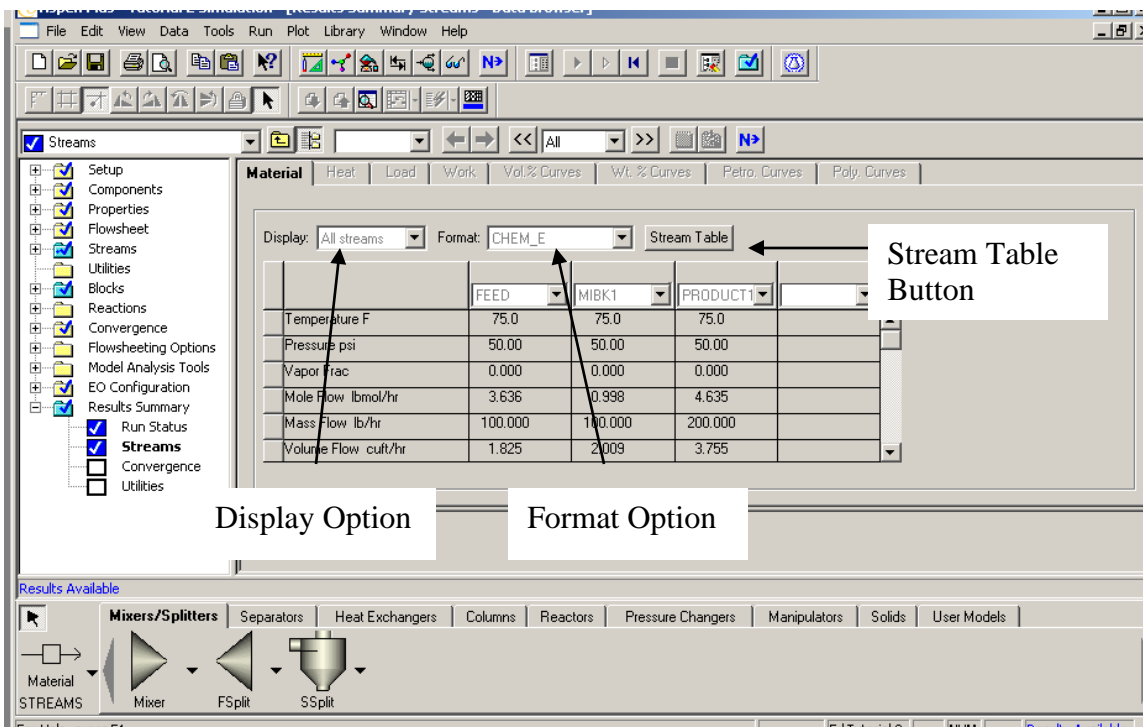 File Edit View Data Tools Run Plot Library Window Help
Streams
All
Setup
Components
Properties
Flowsheet
Streams
Utilities
Blocks
Reactions
Convergence
Flowsheeting Options
Model Analysis Tools
EO Configuration
Results Summary
Run Status
Streams
Convergence
Utilities
Material Heat Load Work Vol.% Curves Wt. % Curves Petro. Curves Poly. Curves
Display: All streams Format: CHEM_E Stream Table
FEED MIBK1 PRODUCT1
Temperature F 75.0 75.0 75.0
Pressure psi 50.00 50.00 50.00
Vapor Frac 0.000 0.000 0.000
Mole Flow lbmol/hr 3.636 0.998 4.635
Mass Flow lb/hr 100.000 100.000 200.000
Volume Flow cuft/hr 1.825 2.009 3.755
Stream Table
Button
Display Option
Format Option
Results Available
Mixers/Splitters Separators Heat Exchangers Columns Reactors Pressure Changers Manipulators Solids User Models
Material
STREAMS
Mixer FSplit SSplit